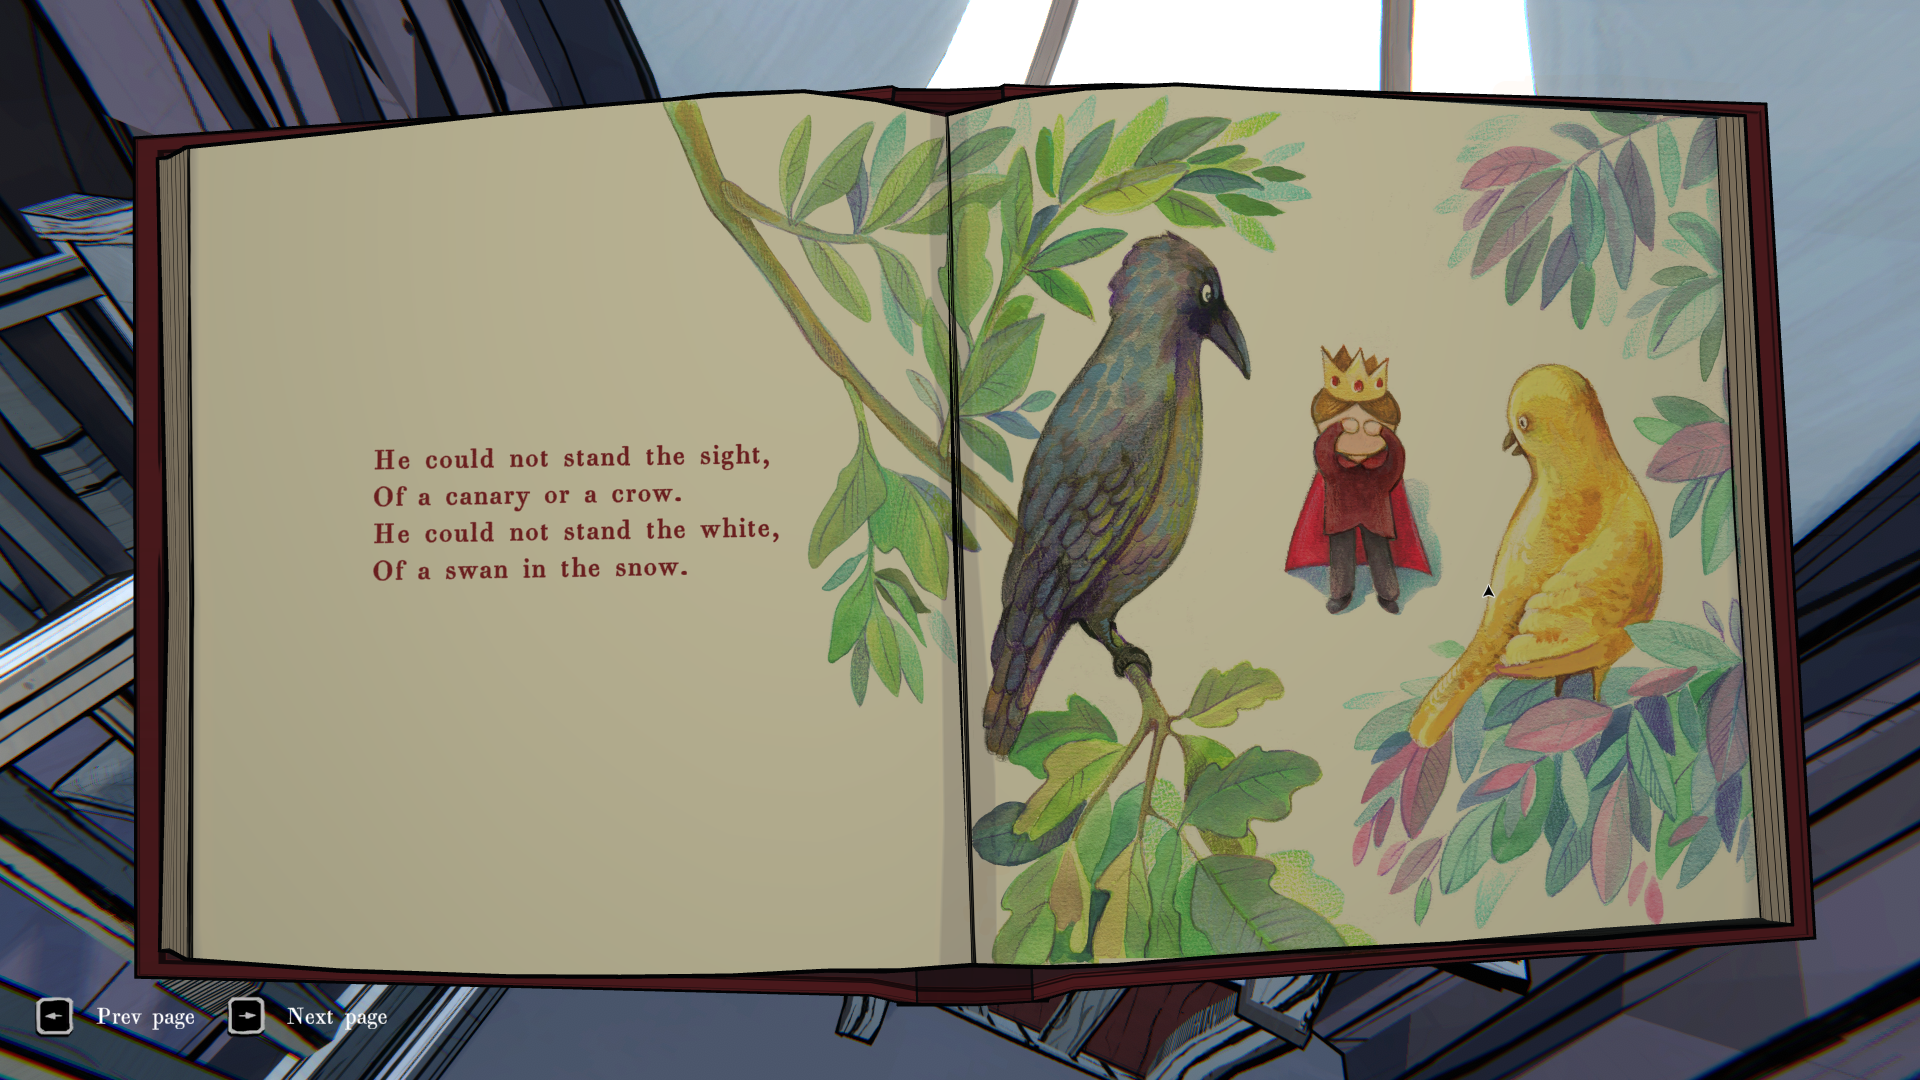 He could not stand the sight,
Of a canary or a crow.
He could not stand the white,
Of a swan in the snow.
Prev page
Next page